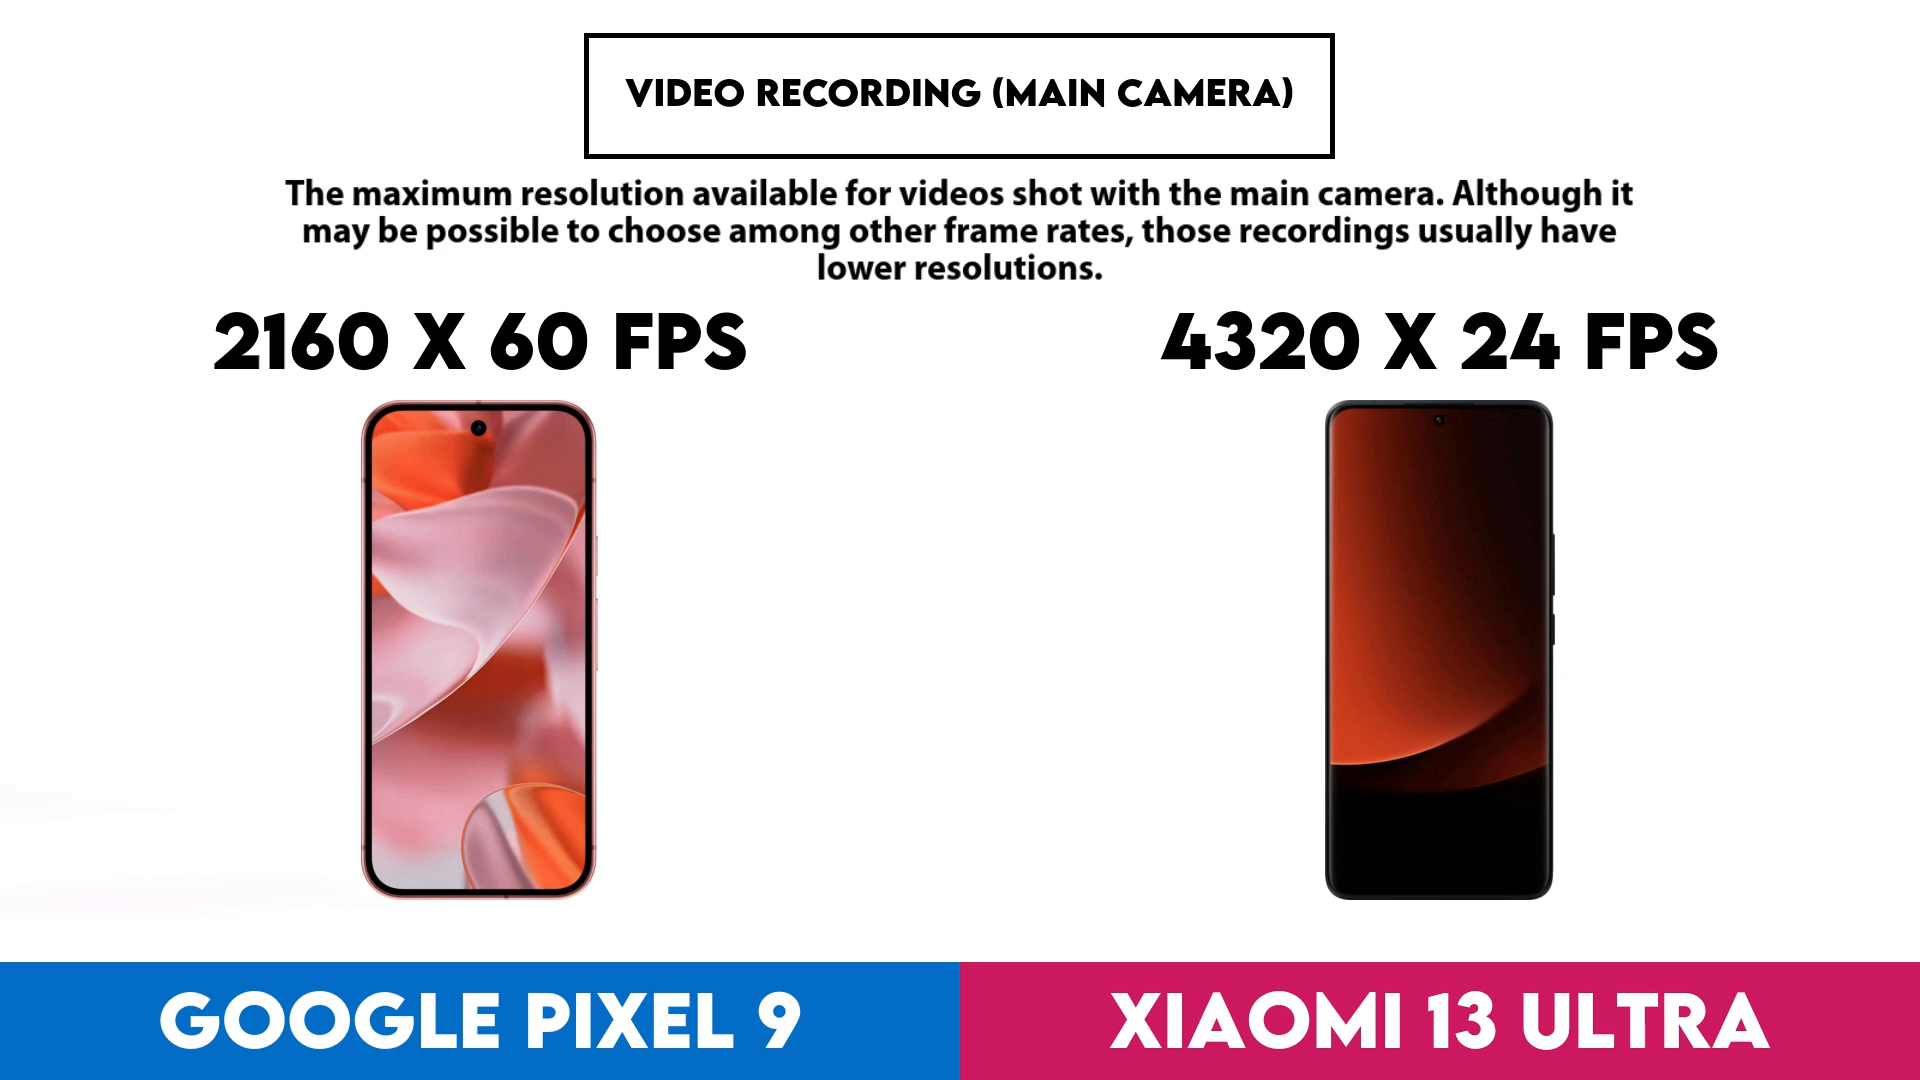 VIDEO RECORDING (MAIN CAMERA)
The maximum resolution available for videos shot with the main camera. Although it
may be possible to choose among other frame rates, those recordings usually have
lower resolutions.
2160 X 60 FPS
4320 X 24 FPS
GOOGLE PIXEL 9
XIAOMI 13 ULTRA